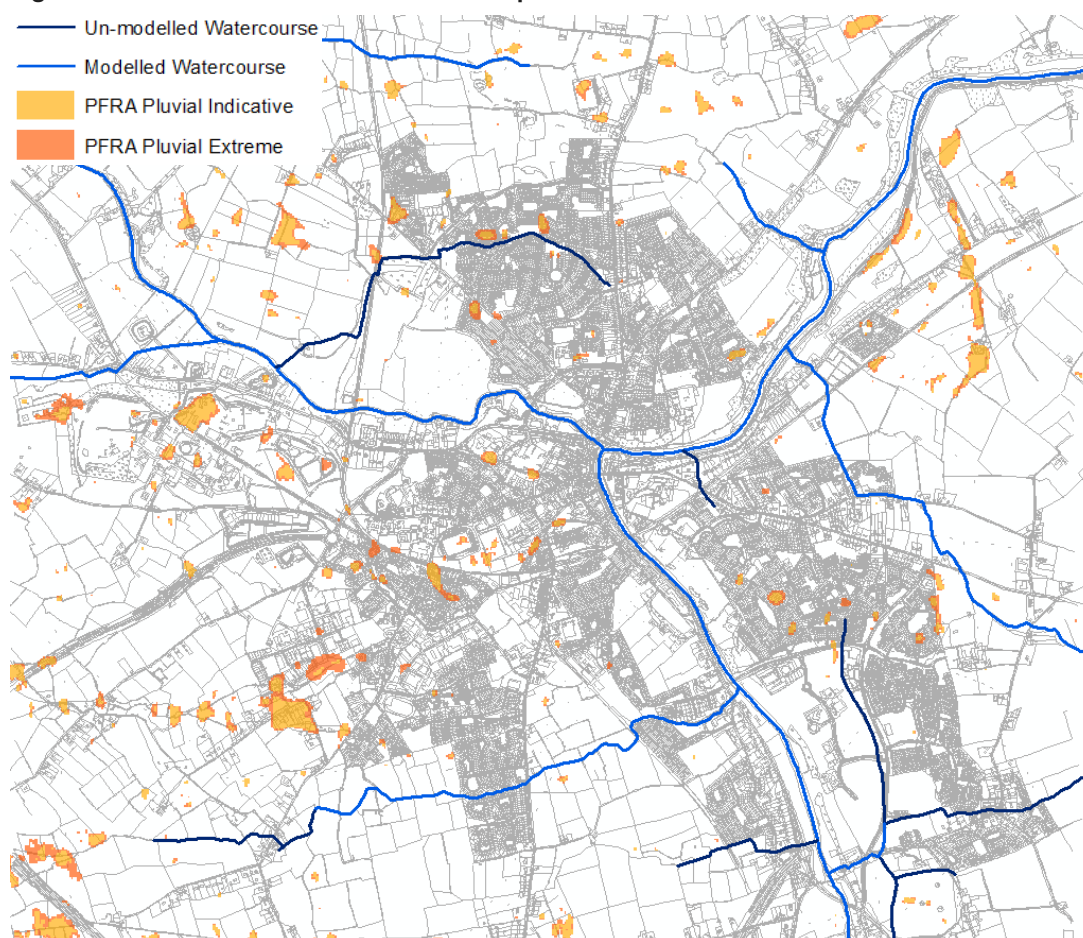 Un-modelled Watercourse
Modelled Watercourse
PFRA Pluvial Indicative
PFRA Pluvial Extreme